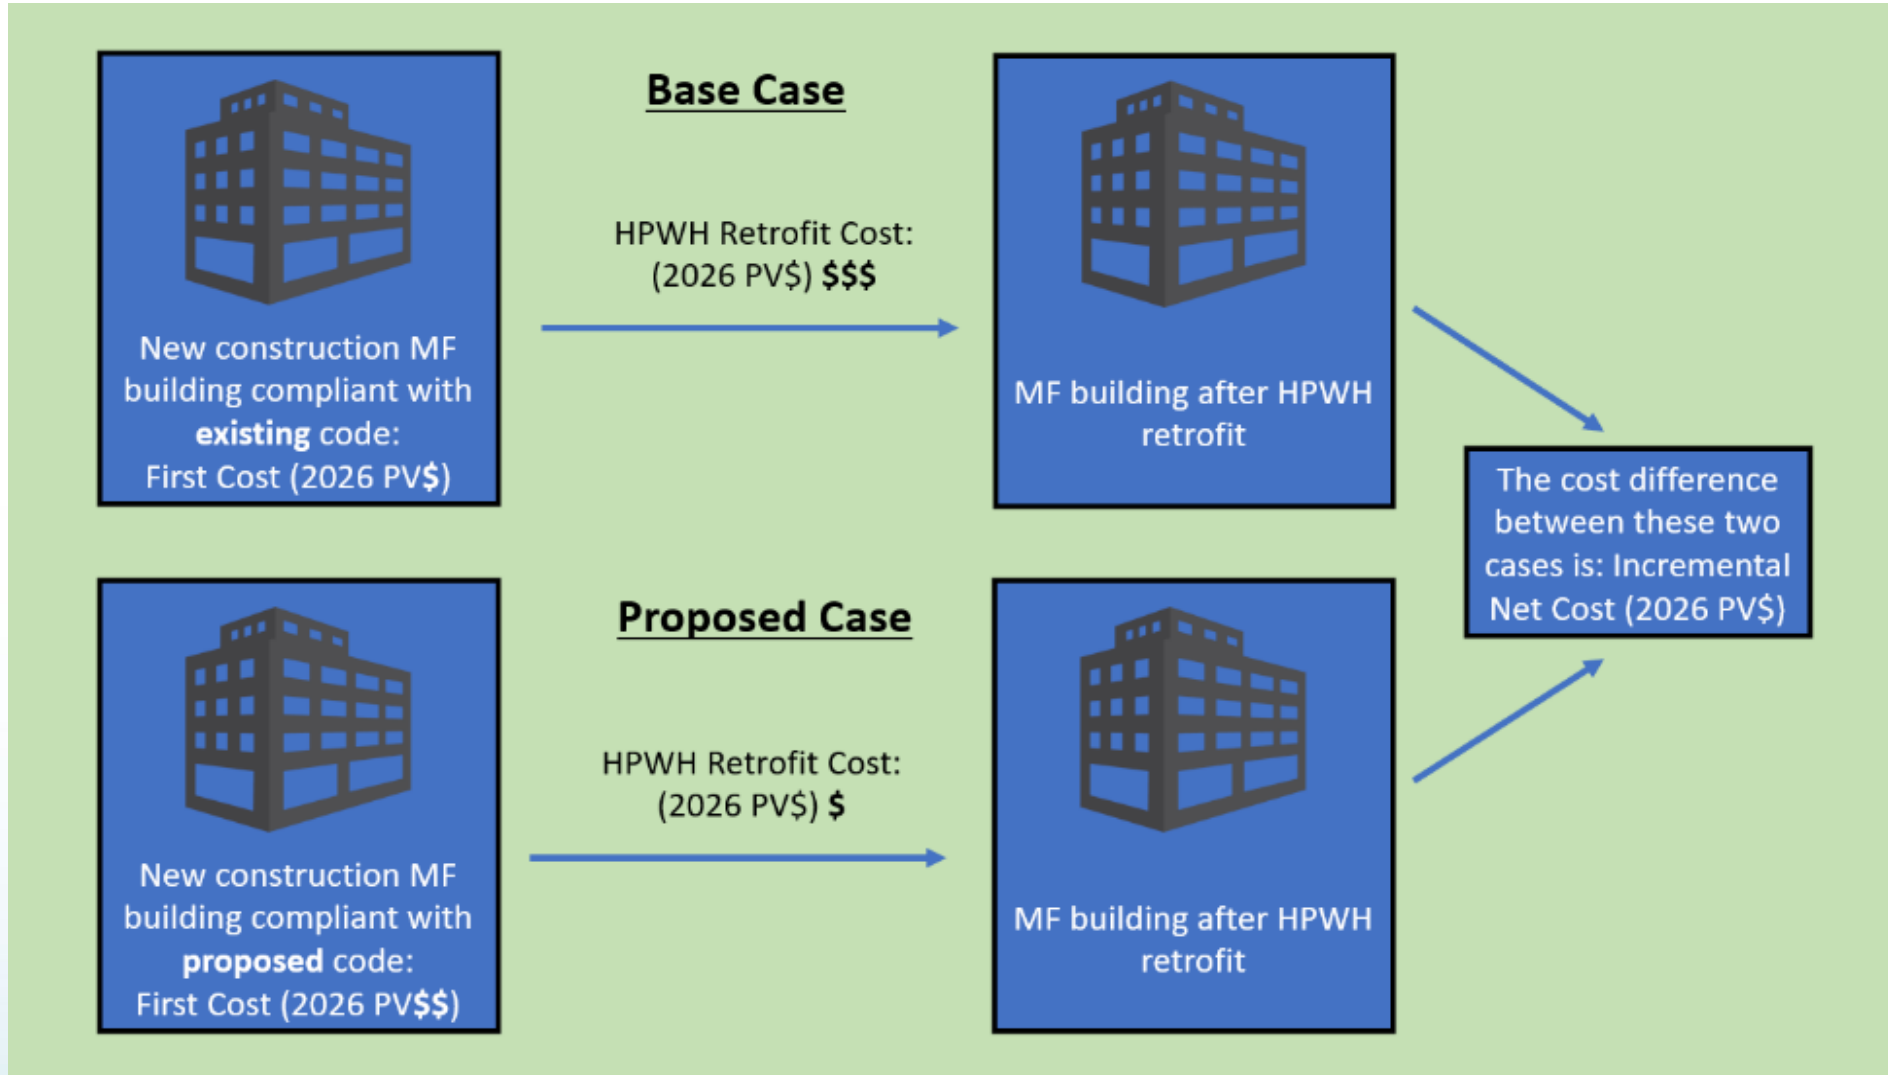 Base Case
New construction MF
building compliant with
existing code:
First Cost (2026 PV$)
HPWH Retrofit Cost:
(2026 PV$) $$$
MF building after HPWH
retrofit
Proposed Case
New construction MF
building compliant with
proposed code:
First Cost (2026 PV$$)
HPWH Retrofit Cost:
(2026 PV$) $
MF building after HPWH
retrofit
The cost difference
between these two
cases is: Incremental
Net Cost (2026 PV$)